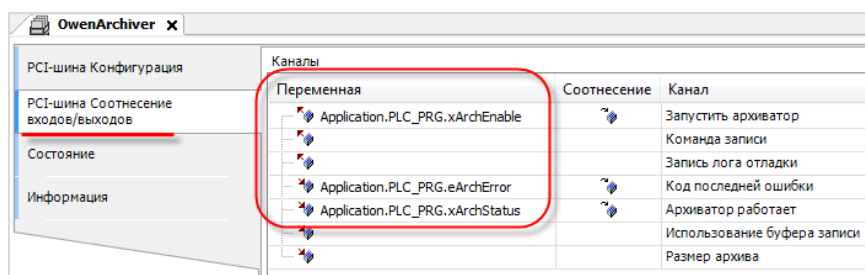 OwenArchiver x
PCI-шина Конфигурация
PCI-шина Соотнесение
входов/выходов
Состояние
Информация
Каналы
Переменная Соотнесение Канал
Application.PLC_PRG.xArchEnable Запустить архиватор
Команда записи
Запись лога отладки
Application.PLC_PRG.eArchError Код последней ошибки
Application.PLC_PRG.xArchStatus Архиватор работает
Использование буфера записи
Размер архива